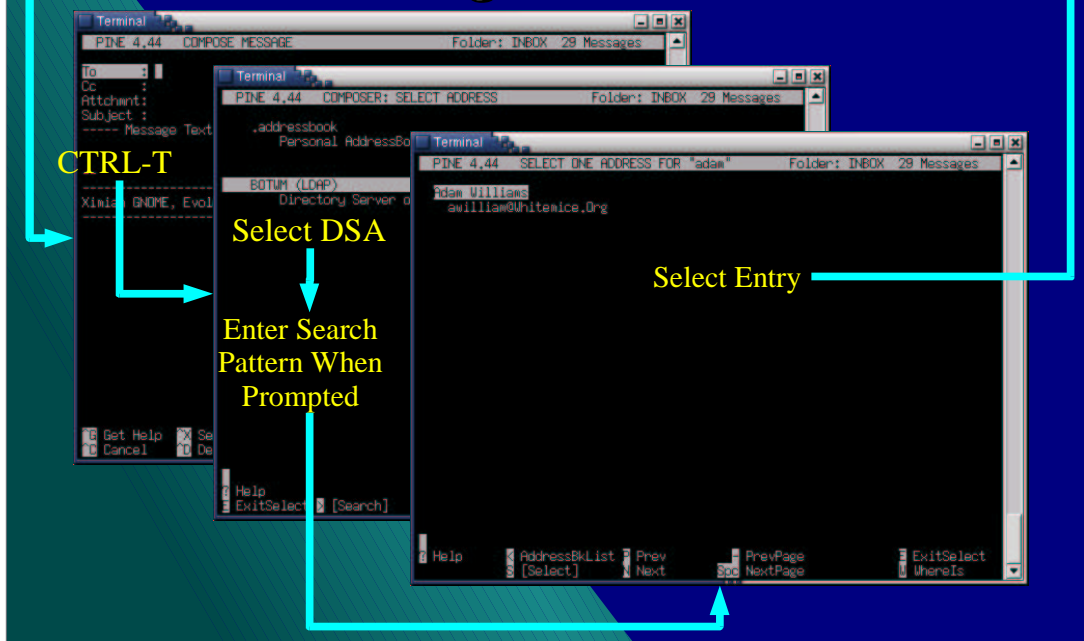 Terminal
PINE 4.44 COMPOSE MESSAGE Folder: INBOX 29 Messages
To :
Cc :
Attchmnt:
Subject :
----- Message Text
CTRL-T
Ximian GNOME, Evol
^G Get Help ^X Se
^C Cancel ^O De
Terminal
PINE 4.44 COMPOSER: SELECT ADDRESS Folder: INBOX 29 Messages
.addressbook
Personal AddressBo
BOTWM (LDAP)
Directory Server o
Select DSA
Enter Search
Pattern When
Prompted
? Help
E ExitSelect > [Search]
Terminal
PINE 4.44 SELECT ONE ADDRESS FOR "adam" Folder: INBOX 29 Messages
Adam Williams
awilliam@Whitemice.Org
Select Entry
? Help < AddressBkList P Prev - PrevPage E ExitSelect
S [Select] N Next Spc NextPage W WhereIs